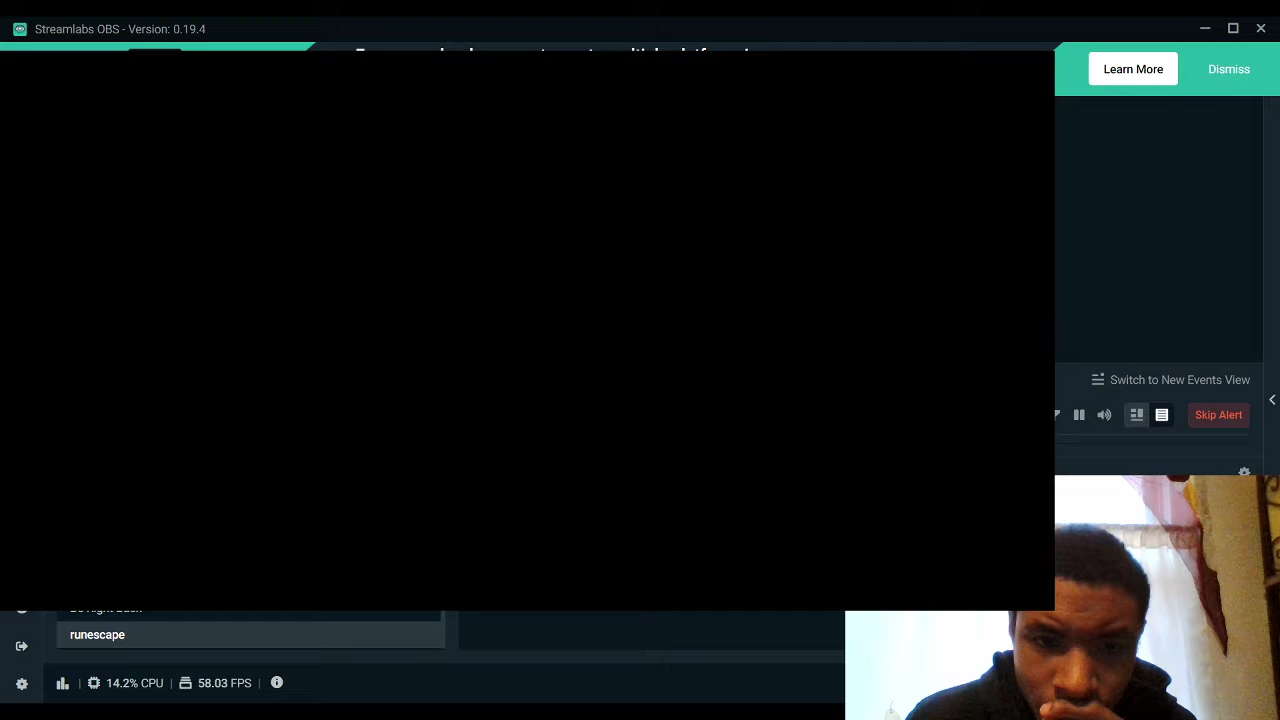 Streamlabs OBS - Version: 0.19.4
Learn More
Dismiss
Switch to New Events View
Skip Alert
runescape
14.2% CPU
58.03 FPS